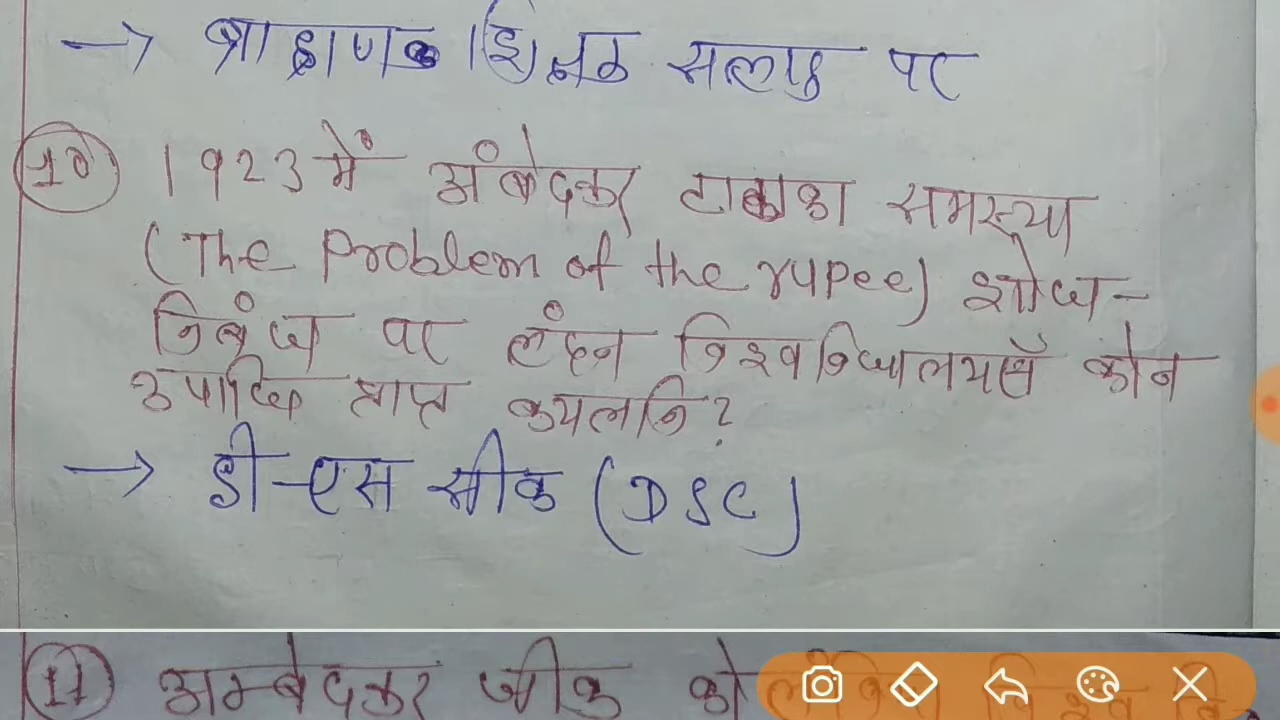 → ब्राह्मणक भिन्नक सलाह पर
10 1923 में अंबेदकर टाकाका समस्या
(The Problem of the rupee) शोध-
निबंध पर लंदन विश्वविधालयसँ कोन
उपाधि प्राप्त कयलनि?
→ डी-एस सीक (DSC)
11 अम्बेदकर जीक को